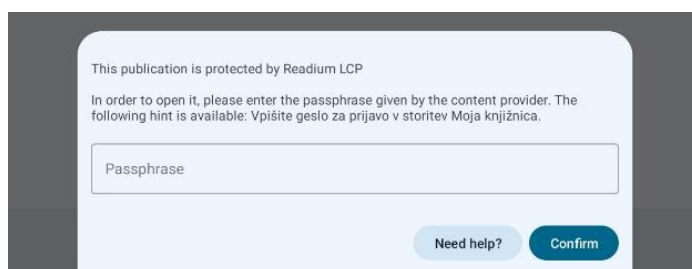 This publication is protected by Readium LCP
In order to open it, please enter the passphrase given by the content provider. The
following hint is available: Vpišite geslo za prijavo v storitev Moja knjižnica.
Passphrase
Need help?
Confirm